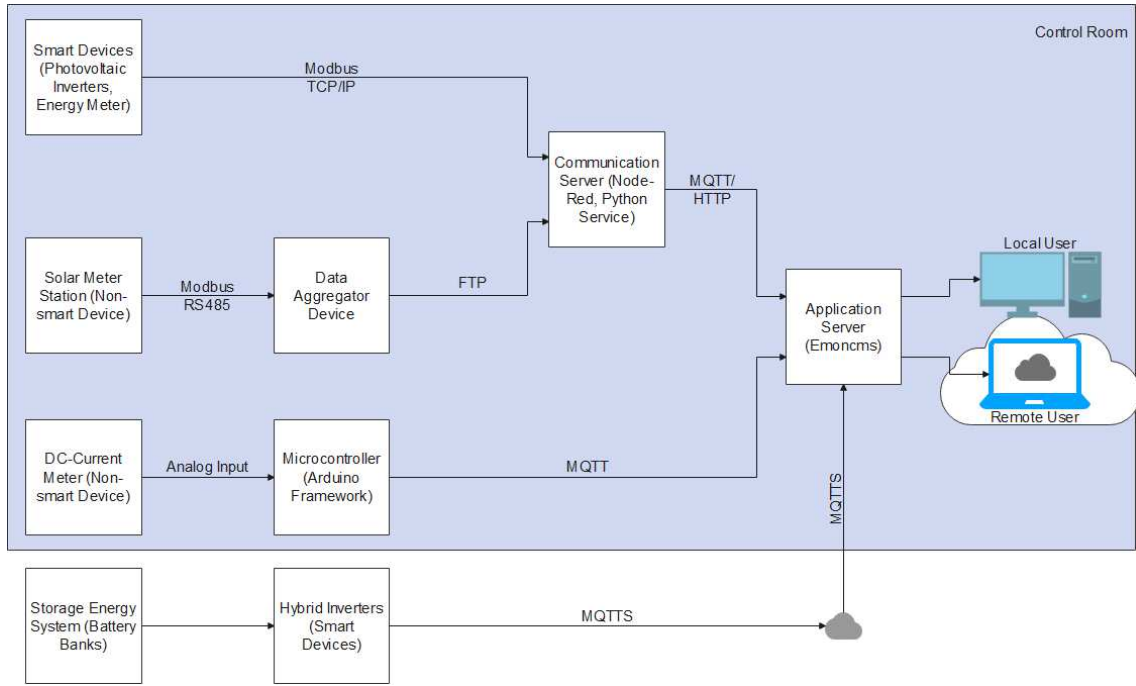 Control Room
Smart Devices
(Photovoltaic
Inverters,
Energy Meter)
Modbus
TCP/IP
Communication
Server (Node-
Red, Python
Service)
MQTT/
HTTP
Solar Meter
Station (Non-
smart Device)
Modbus
RS485
Data
Aggregator
Device
FTP
Application
Server
(Emoncms)
Local User
Remote User
DC-Current
Meter (Non-
smart Device)
Analog Input
Microcontroller
(Arduino
Framework)
MQTT
MQTTS
Storage Energy
System (Battery
Banks)
Hybrid Inverters
(Smart
Devices)
MQTTS